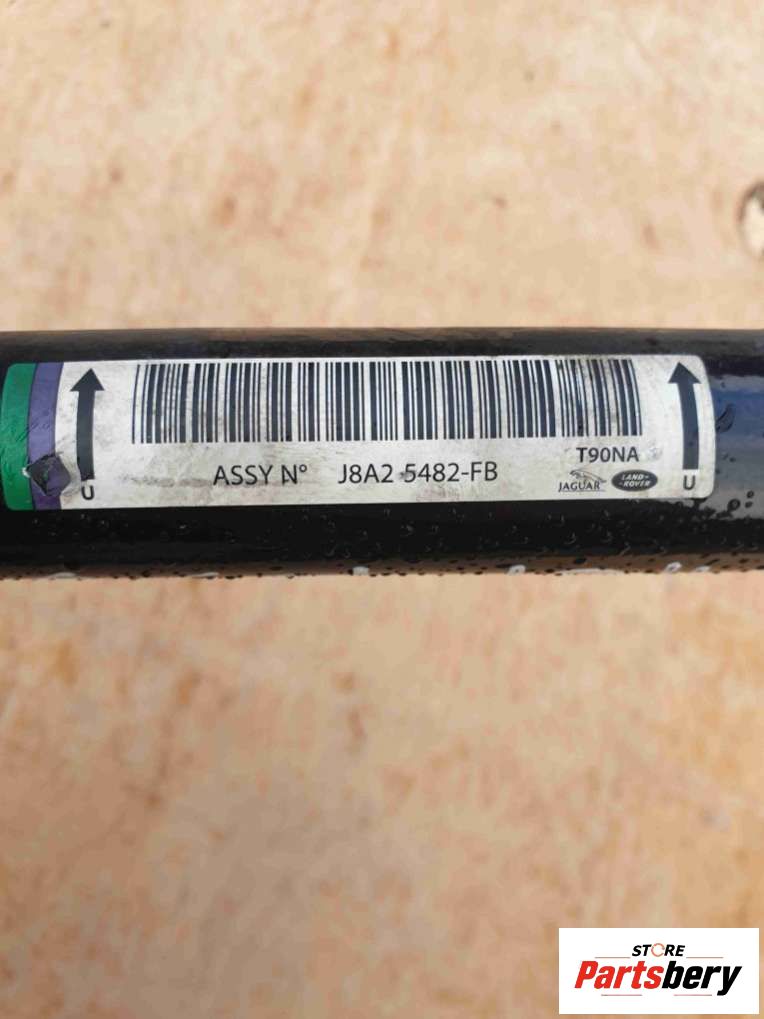 T90NA
ASSY N° J8A2 5482-FB
JAGUAR
LAND-
-ROVER
U
U
STORE
Partsbery